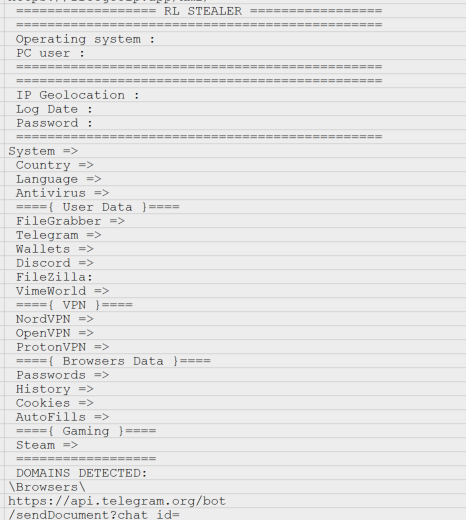 =================== RL STEALER =================
===============================================
Operating system :
PC user :
===============================================
===============================================
IP Geolocation :
Log Date :
Password :
===============================================
System =>
Country =>
Language =>
Antivirus =>
===={ User Data }====
FileGrabber =>
Telegram =>
Wallets =>
Discord =>
FileZilla:
VimeWorld =>
===={ VPN }====
NordVPN =>
OpenVPN =>
ProtonVPN =>
===={ Browsers Data }====
Passwords =>
History =>
Cookies =>
AutoFills =>
===={ Gaming }====
Steam =>
==================
DOMAINS DETECTED:
\Browsers\
https://api.telegram.org/bot
/sendDocument?chat_id=